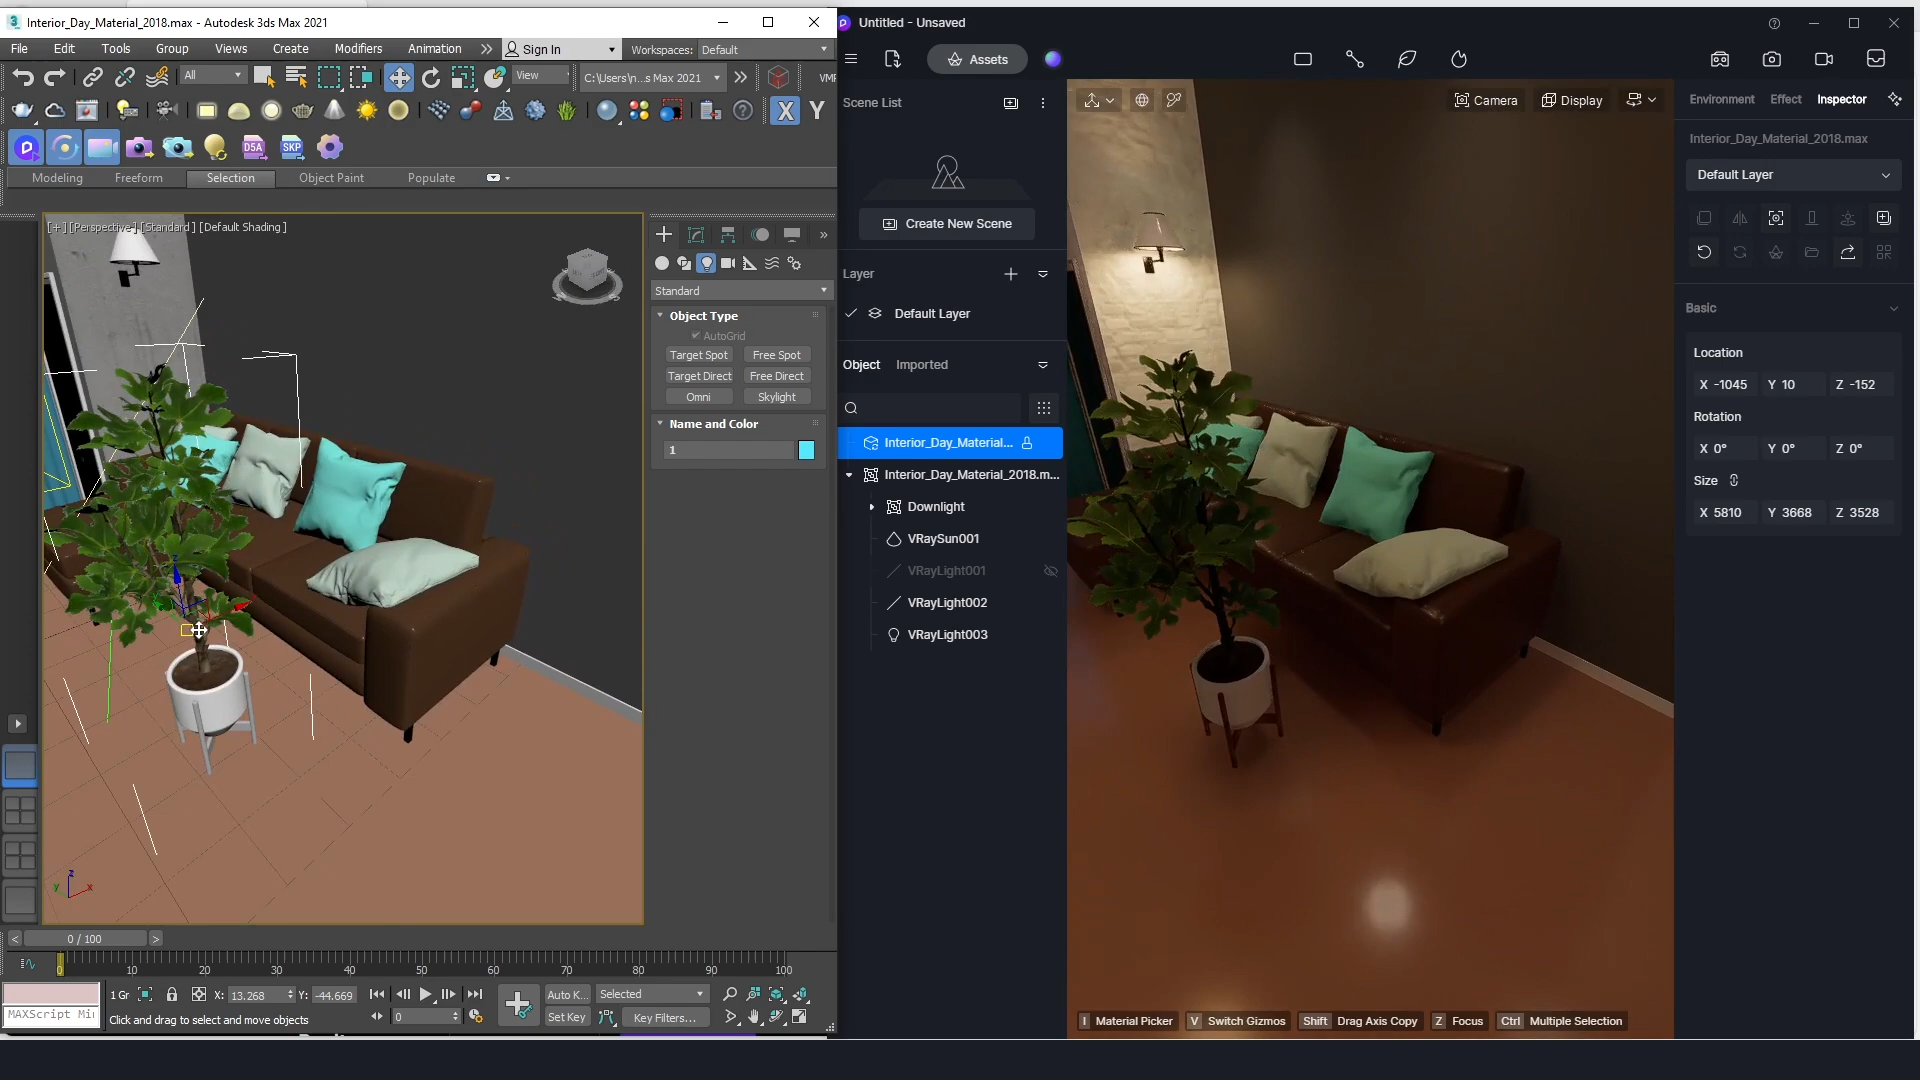 Interior_Day_Material_2018.max - Autodesk 3ds Max 2021
File Edit Tools Group Views Create Modifiers Animation Sign In Workspaces: Default
All View C:\Users\n...s Max 2021
X Y
D5A SKP
Modeling Freeform Selection Object Paint Populate
[+] [Perspective] [Standard] [Default Shading]
Standard
Object Type
AutoGrid
Target Spot Free Spot
Target Direct Free Direct
Omni Skylight
Name and Color
1
z
y x
< 0 / 100 >
0 10 20 30 40 50 60 70 80 90 100
MAXScript Mi
1 Gr X: 13.268 Y: -44.669
Click and drag to select and move objects
0
Auto K... Selected
Set Key Key Filters...
Untitled - Unsaved
Assets
Scene List
Create New Scene
Layer
Default Layer
Object Imported
Interior_Day_Material...
Interior_Day_Material_2018.m...
Downlight
VRaySun001
VRayLight001
VRayLight002
VRayLight003
Camera Display
I Material Picker V Switch Gizmos Shift Drag Axis Copy Z Focus Ctrl Multiple Selection
Environment Effect Inspector
Interior_Day_Material_2018.max
Default Layer
Basic
Location
X -1045 Y 10 Z -152
Rotation
X 0° Y 0° Z 0°
Size
X 5810 Y 3668 Z 3528